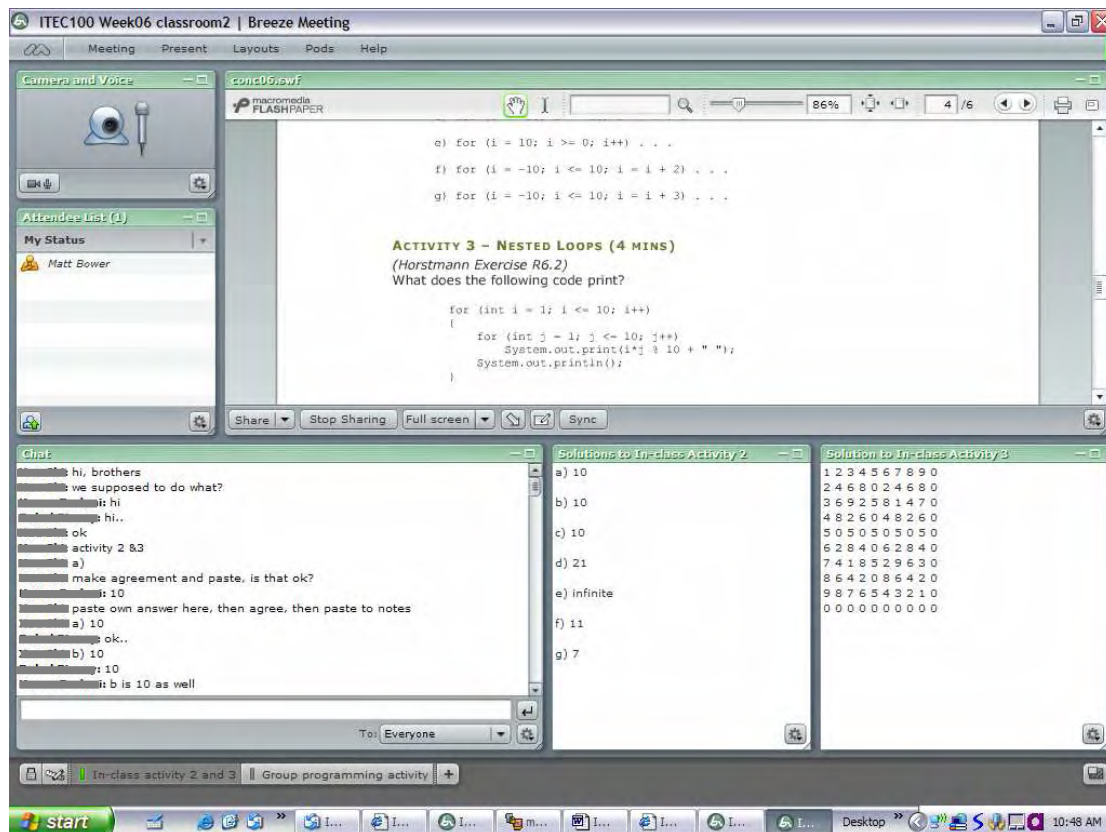 ITEC100 Week06 classroom2 | Breeze Meeting
Meeting Present Layouts Pods Help
Camera and Voice
Attendee List (1)
My Status
Matt Bower
conc06.swf
macromedia
FLASHPAPER
86%
4 /6
e) for (i = 10; i >= 0; i++) . . .
f) for (i = -10; i <= 10; i = i + 2) . . .
g) for (i = -10; i <= 10; i = i + 3) . . .
ACTIVITY 3 – NESTED LOOPS (4 MINS)
(Horstmann Exercise R6.2)
What does the following code print?
for (int i = 1; i <= 10; i++)
{
for (int j = 1; j <= 10; j++)
System.out.print(i*j % 10 + " ");
System.out.println();
}
Share Stop Sharing Full screen Sync
Chat
hi, brothers
: we supposed to do what?
i: hi
: hi..
: ok
activity 2 &3
a)
make agreement and paste, is that ok?
: 10
paste own answer here, then agree, then paste to notes
a) 10
: ok..
b) 10
: 10
i: b is 10 as well
To: Everyone
Solutions to In-class Activity 2
a) 10
b) 10
c) 10
d) 21
e) infinite
f) 11
g) 7
Solution to In-class Activity 3
1 2 3 4 5 6 7 8 9 0
2 4 6 8 0 2 4 6 8 0
3 6 9 2 5 8 1 4 7 0
4 8 2 6 0 4 8 2 6 0
5 0 5 0 5 0 5 0 5 0
6 2 8 4 0 6 2 8 4 0
7 4 1 8 5 2 9 6 3 0
8 6 4 2 0 8 6 4 2 0
9 8 7 6 5 4 3 2 1 0
0 0 0 0 0 0 0 0 0 0
In-class activity 2 and 3 Group programming activity +
start » I... I... I... m... I... I... I... I... Desktop » 10:48 AM